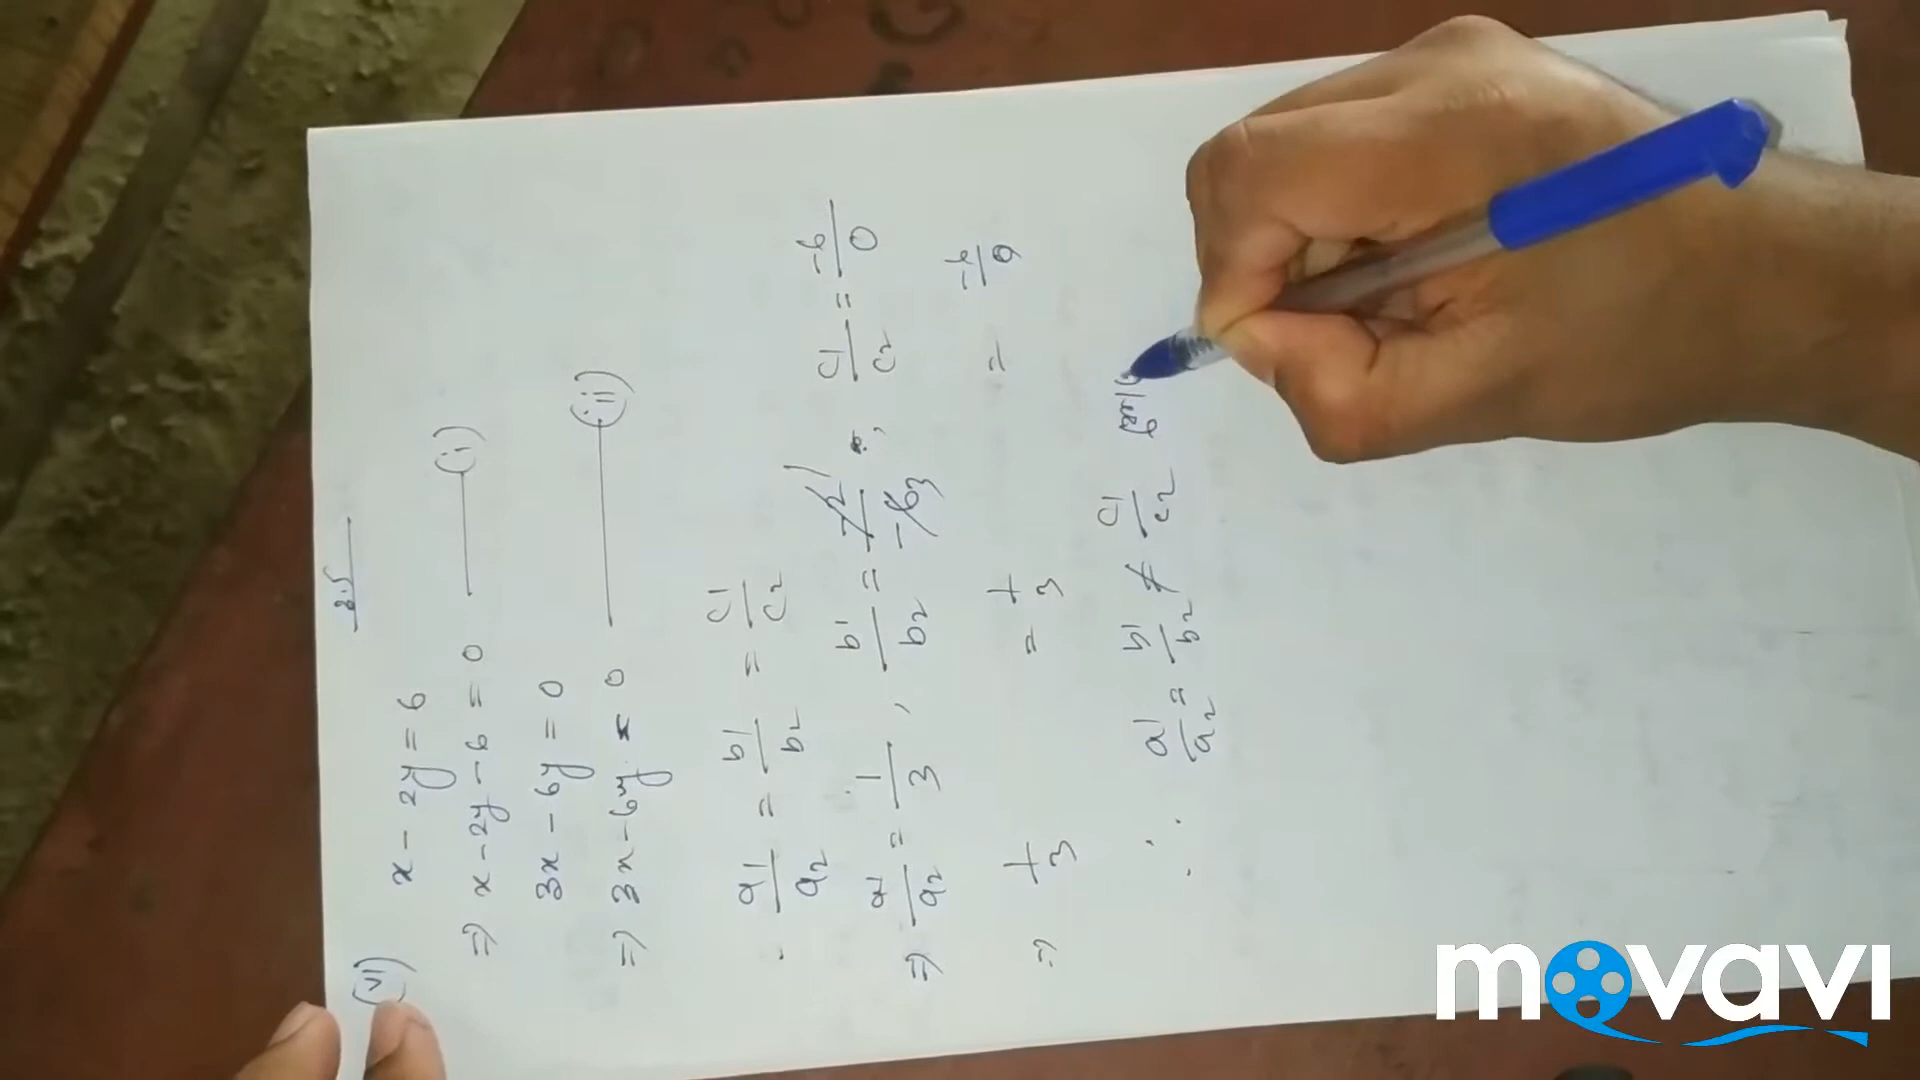 3.5
(vi) x - 2y = 6
⇒ x - 2y - 6 = 0 ——— (i)
3x - 6y = 0
⇒ 3x - 6y = 0 ——— (ii)
a1/a2 = b1/b2 = c1/c2
⇒ a1/a2 = 1/3 , b1/b2 = -2/-6 , c1/c2 = -6/0
⇒ 1/3 = 1/3 = -6/0
∴ a1/a2 = b1/b2 ≠ c1/c2
movavi